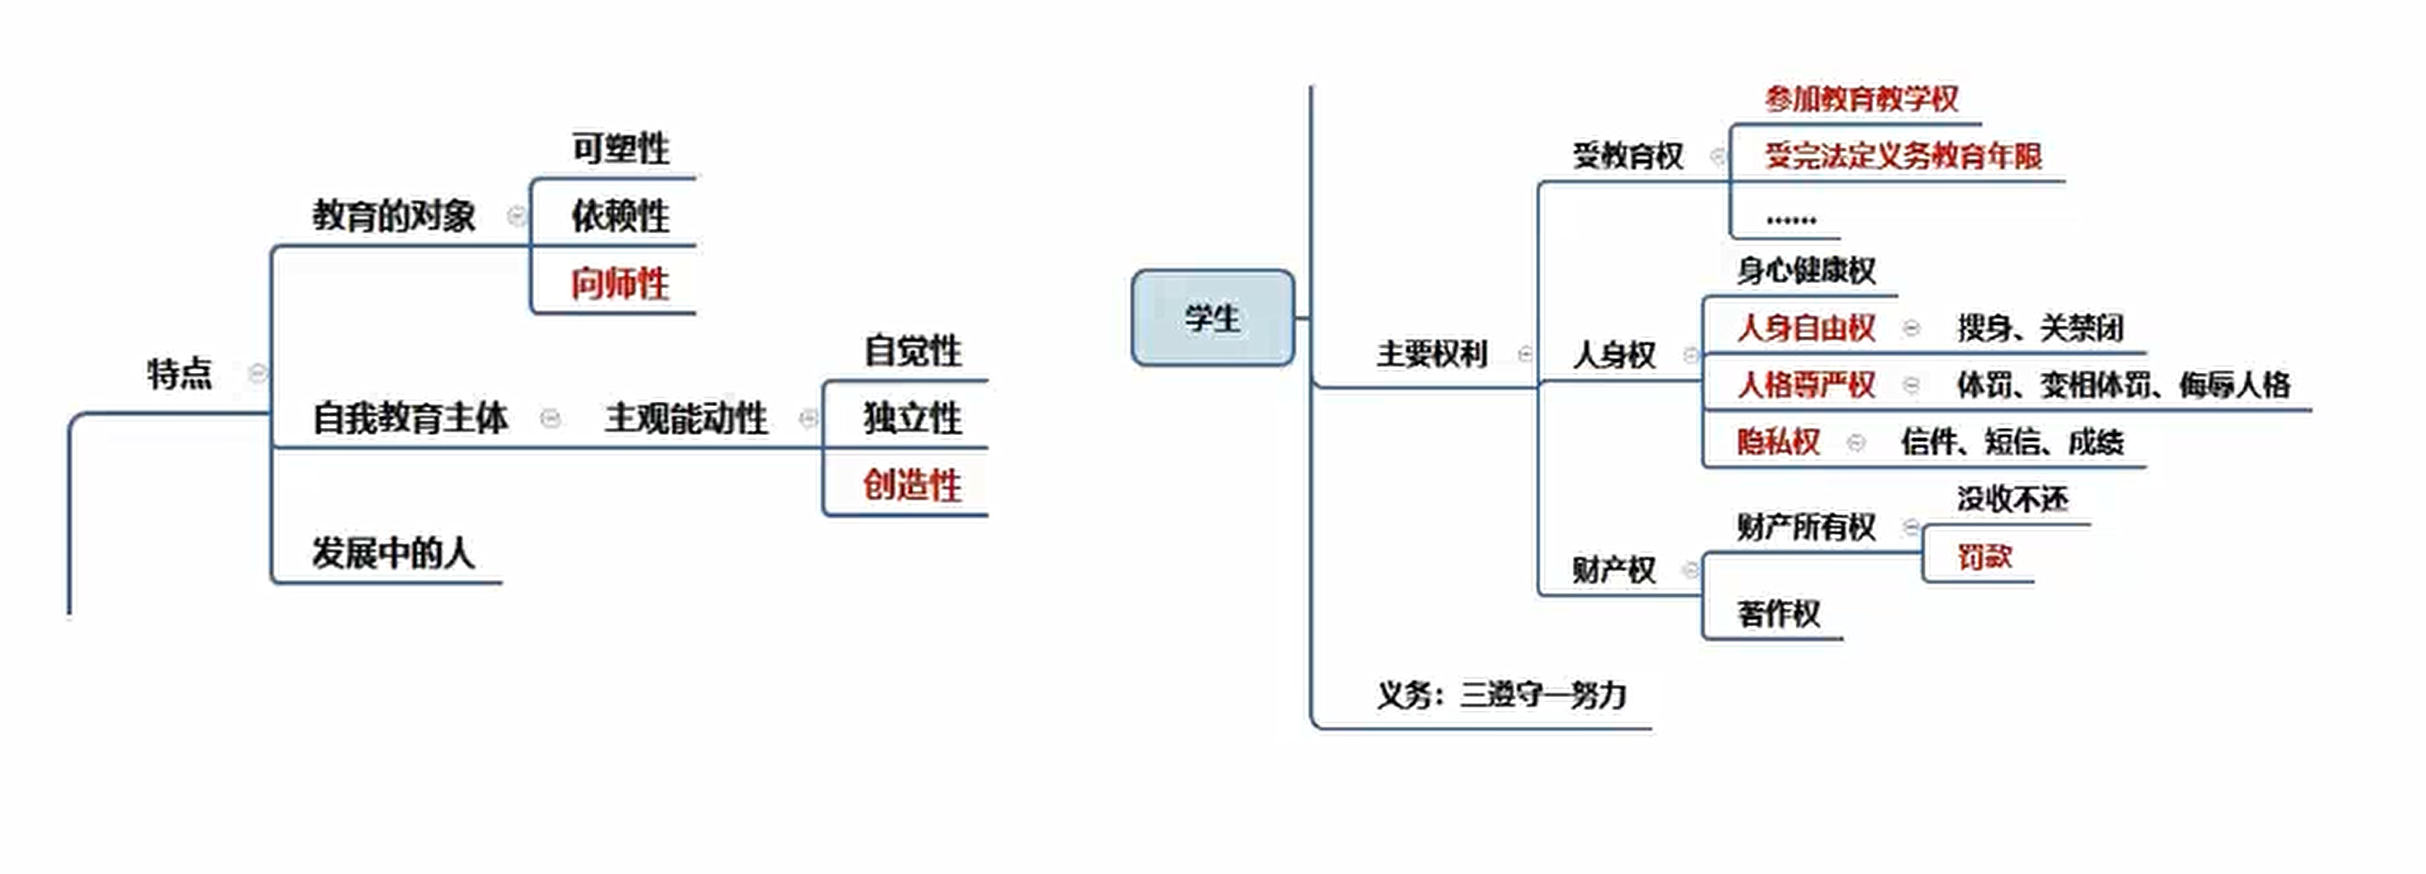 可塑性
教育的对象
依赖性
向师性
特点
自觉性
自我教育主体
主观能动性
独立性
创造性
发展中的人
学生
参加教育教学权
受教育权
受完法定义务教育年限
......
身心健康权
主要权利
人身权
人身自由权
搜身、关禁闭
人格尊严权
体罚、变相体罚、侮辱人格
隐私权
信件、短信、成绩
没收不还
财产所有权
罚款
财产权
著作权
义务：三遵守一努力